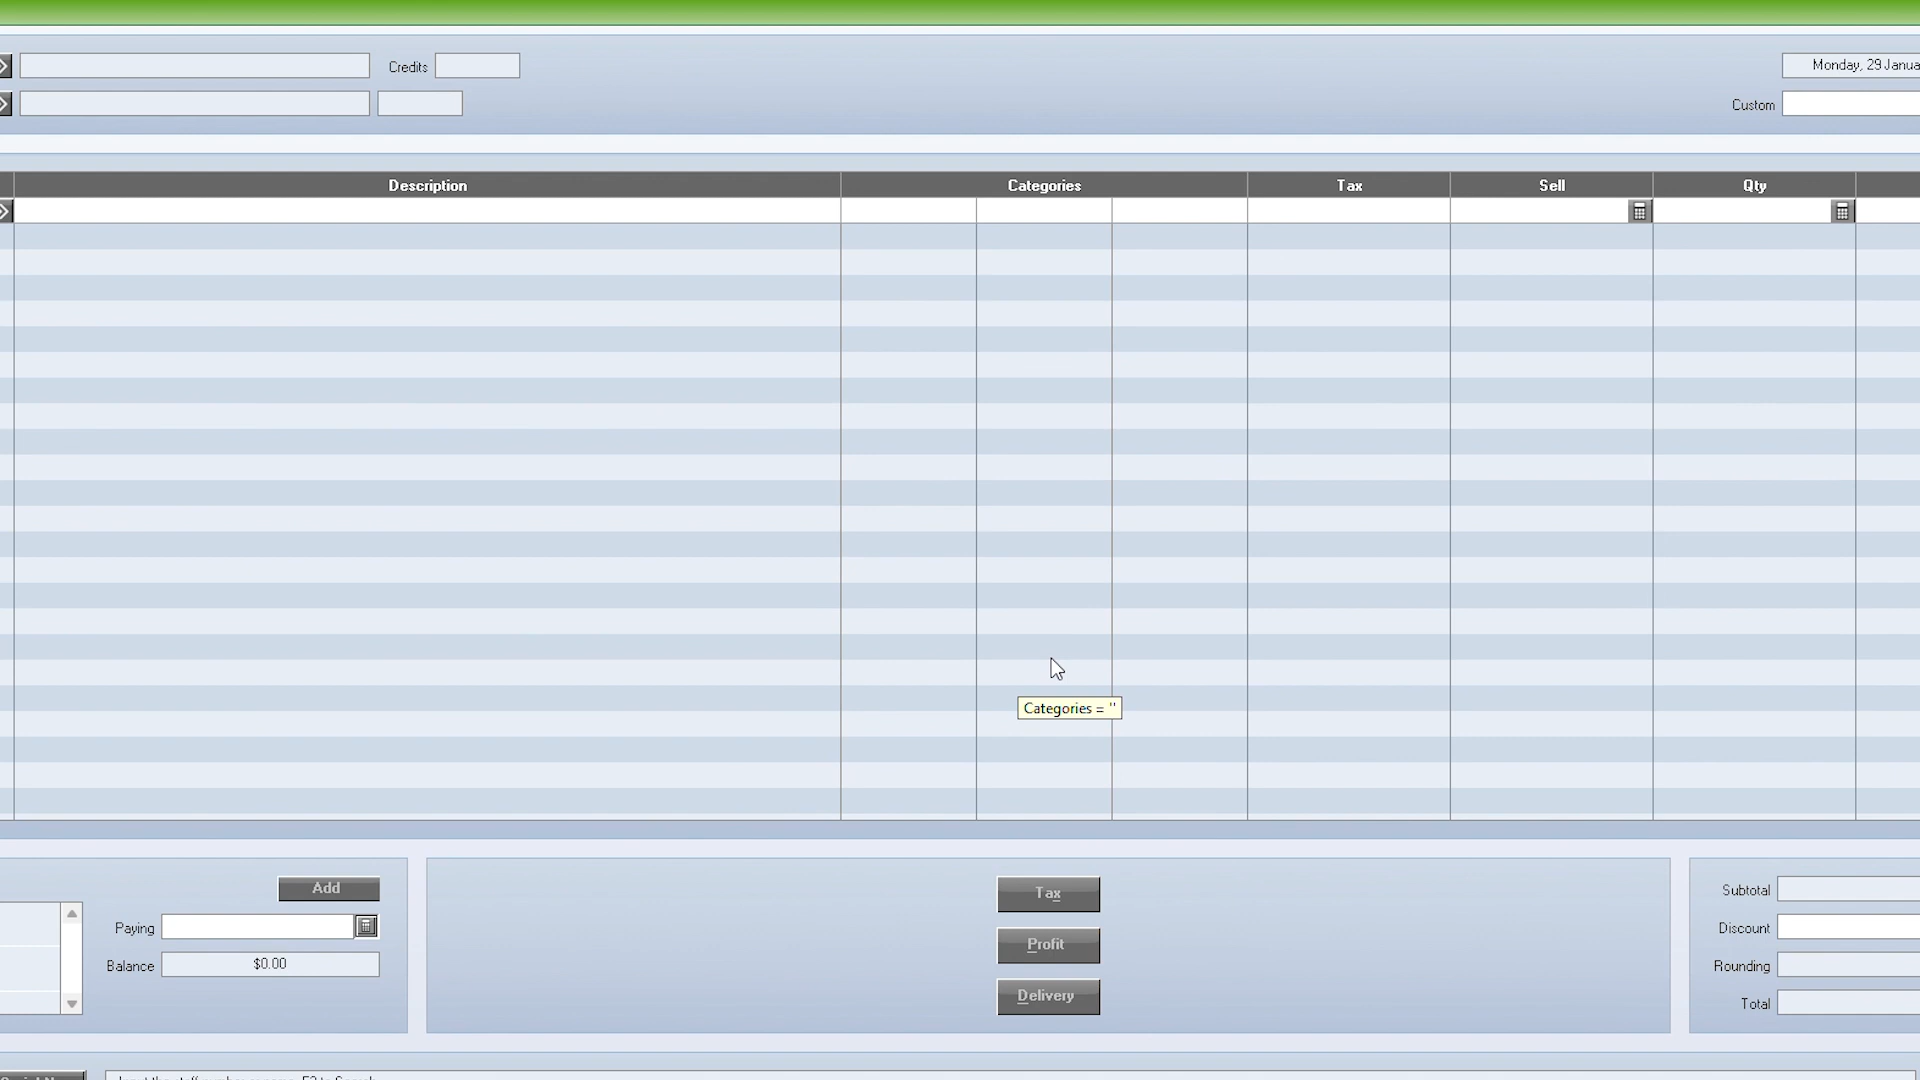 Credits
Monday, 29 Janua
Custom
Description Categories Tax Sell Qty
Categories = ''
Add
Paying
Balance $0.00
Tax
Profit
Delivery
Subtotal
Discount
Rounding
Total